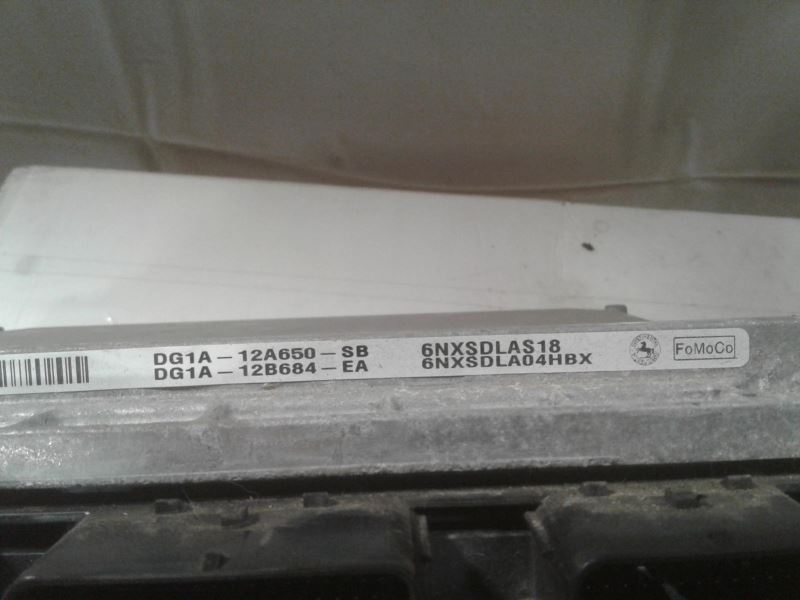 DG1A-12A650-SB 6NXSDLAS18
DG1A-12B684-EA 6NXSDLA04HBX
FoMoCo